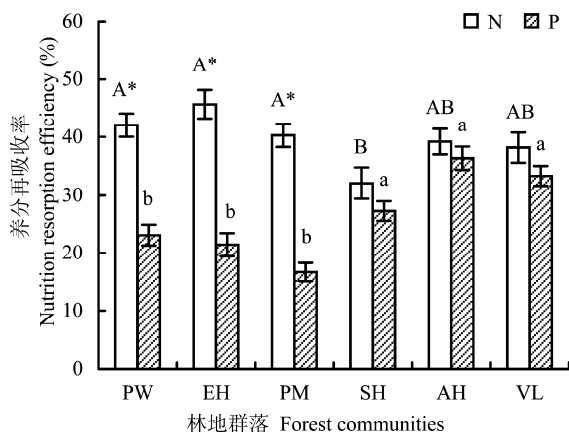 养分再吸收率
Nutrition resorption efficiency (%)
60
50
40
30
20
10
0
N P
A* A* A* B AB AB
b b b a a a
PW EH PM SH AH VL
林地群落 Forest communities